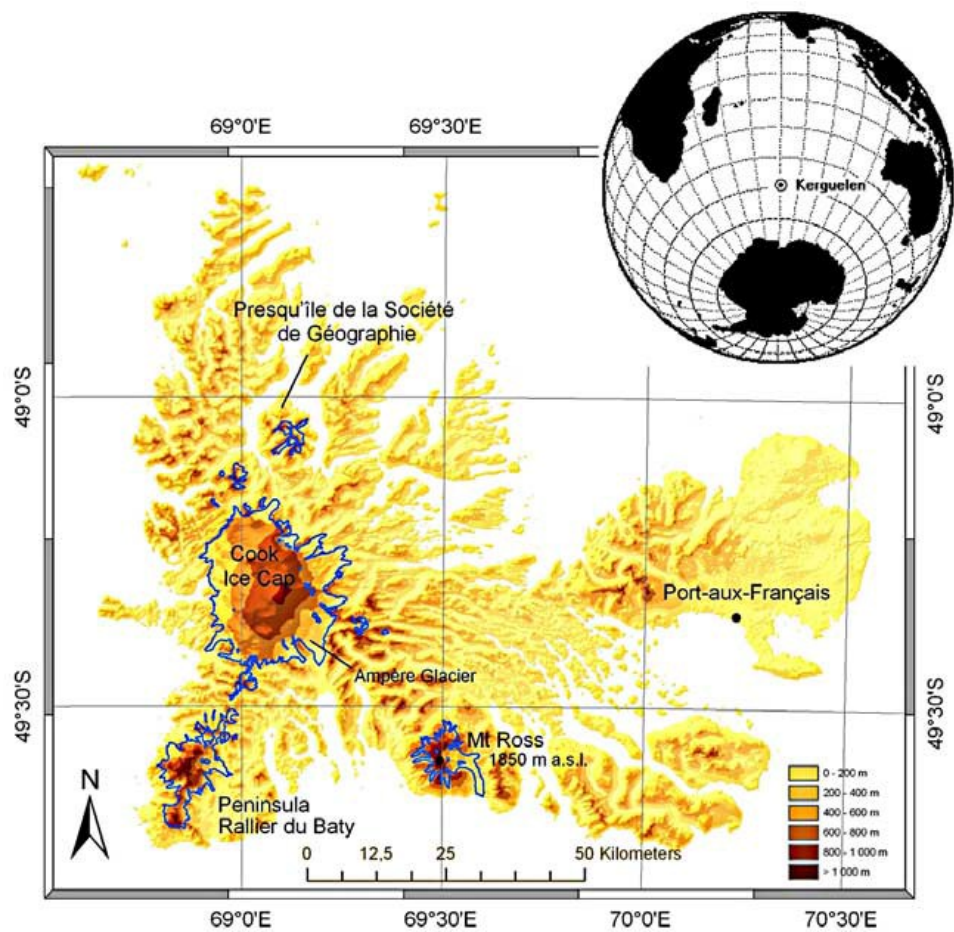 69°0'E
69°30'E
Kerguelen
Presqu'île de la Société
de Géographie
49°0'S
49°0'S
Cook
Ice Cap
Port-aux-Français
Ampère Glacier
49°30'S
49°30'S
Mt Ross
1850 m a.s.l.
N
Peninsula
Rallier du Baty
0 - 200 m
200 - 400 m
400 - 600 m
600 - 800 m
800 - 1 000 m
> 1 000 m
0 12,5 25 50 Kilometers
69°0'E
69°30'E
70°0'E
70°30'E